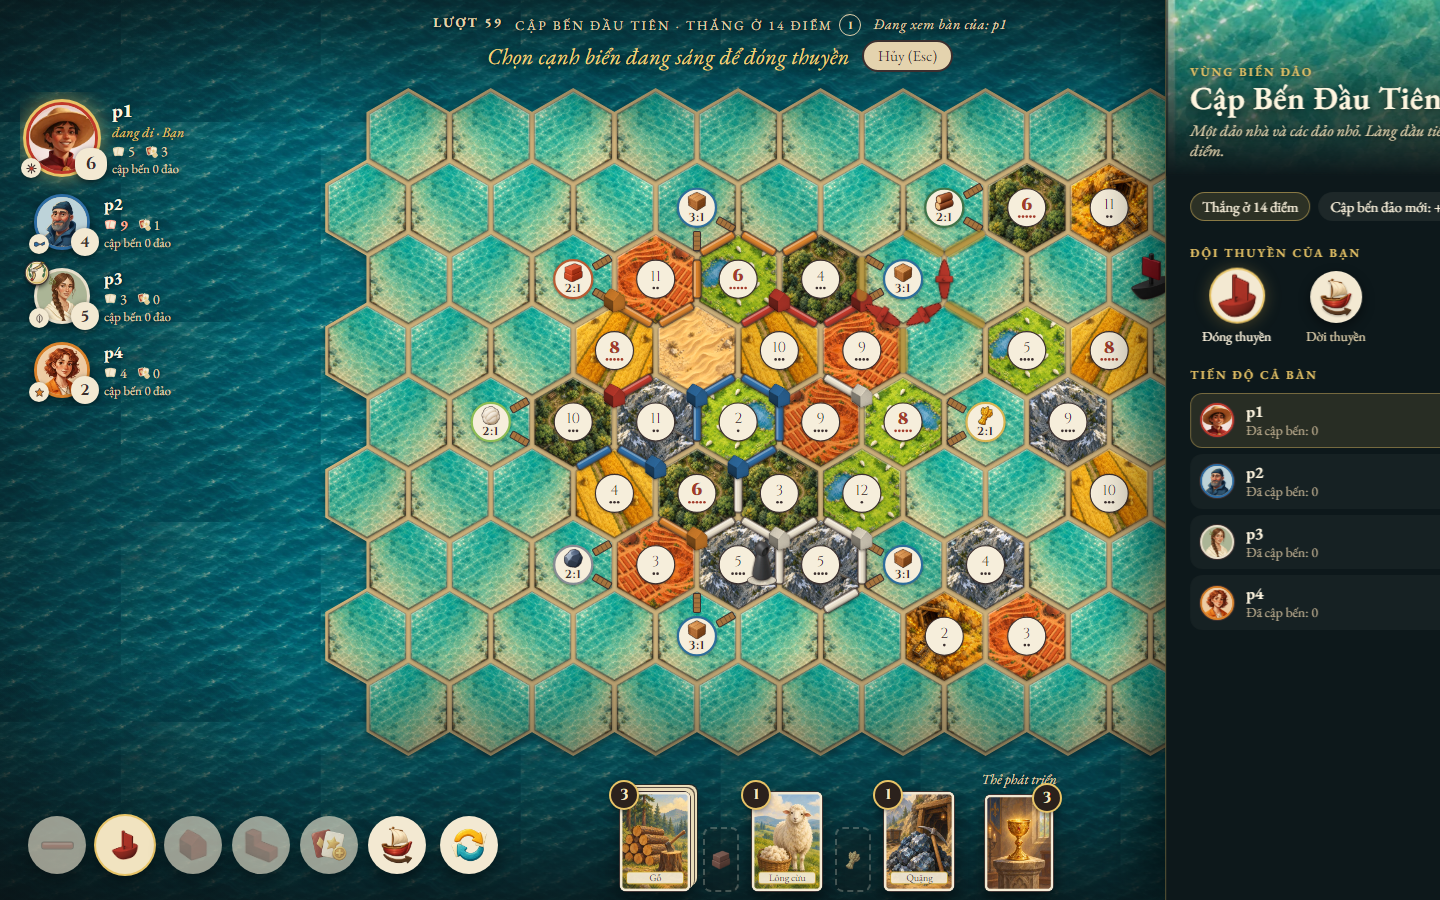 LƯỢT 59 CẬP BẾN ĐẦU TIÊN · THẮNG Ở 14 ĐIỂM I Đang xem bàn của: p1
Chọn cạnh biển đang sáng để đóng thuyền Hủy (Esc)
p1
đang đi · Bạn
5 3
6
cập bến 0 đảo
p2
9 1
4
cập bến 0 đảo
p3
3 0
5
cập bến 0 đảo
p4
4 0
2
cập bến 0 đảo
3:1 2:1 6 11
2:1 11 6 4 3:1
8 10 9 5 8
2:1 10 11 2 9 8 2:1 9
4 6 3 12 10
2:1 3 5 5 3:1 4
3:1 2 3
VÙNG BIỂN ĐẢO
Cập Bến Đầu Tiên
Một đảo nhà và các đảo nhỏ. Làng đầu tiê
điểm.
Thắng ở 14 điểm Cập bến đảo mới: +
ĐỘI THUYỀN CỦA BẠN
Đóng thuyền Dời thuyền
TIẾN ĐỘ CẢ BÀN
p1
Đã cập bến: 0
p2
Đã cập bến: 0
p3
Đã cập bến: 0
p4
Đã cập bến: 0
Thẻ phát triển
3 1 1 3
Gỗ Lông cừu Quặng